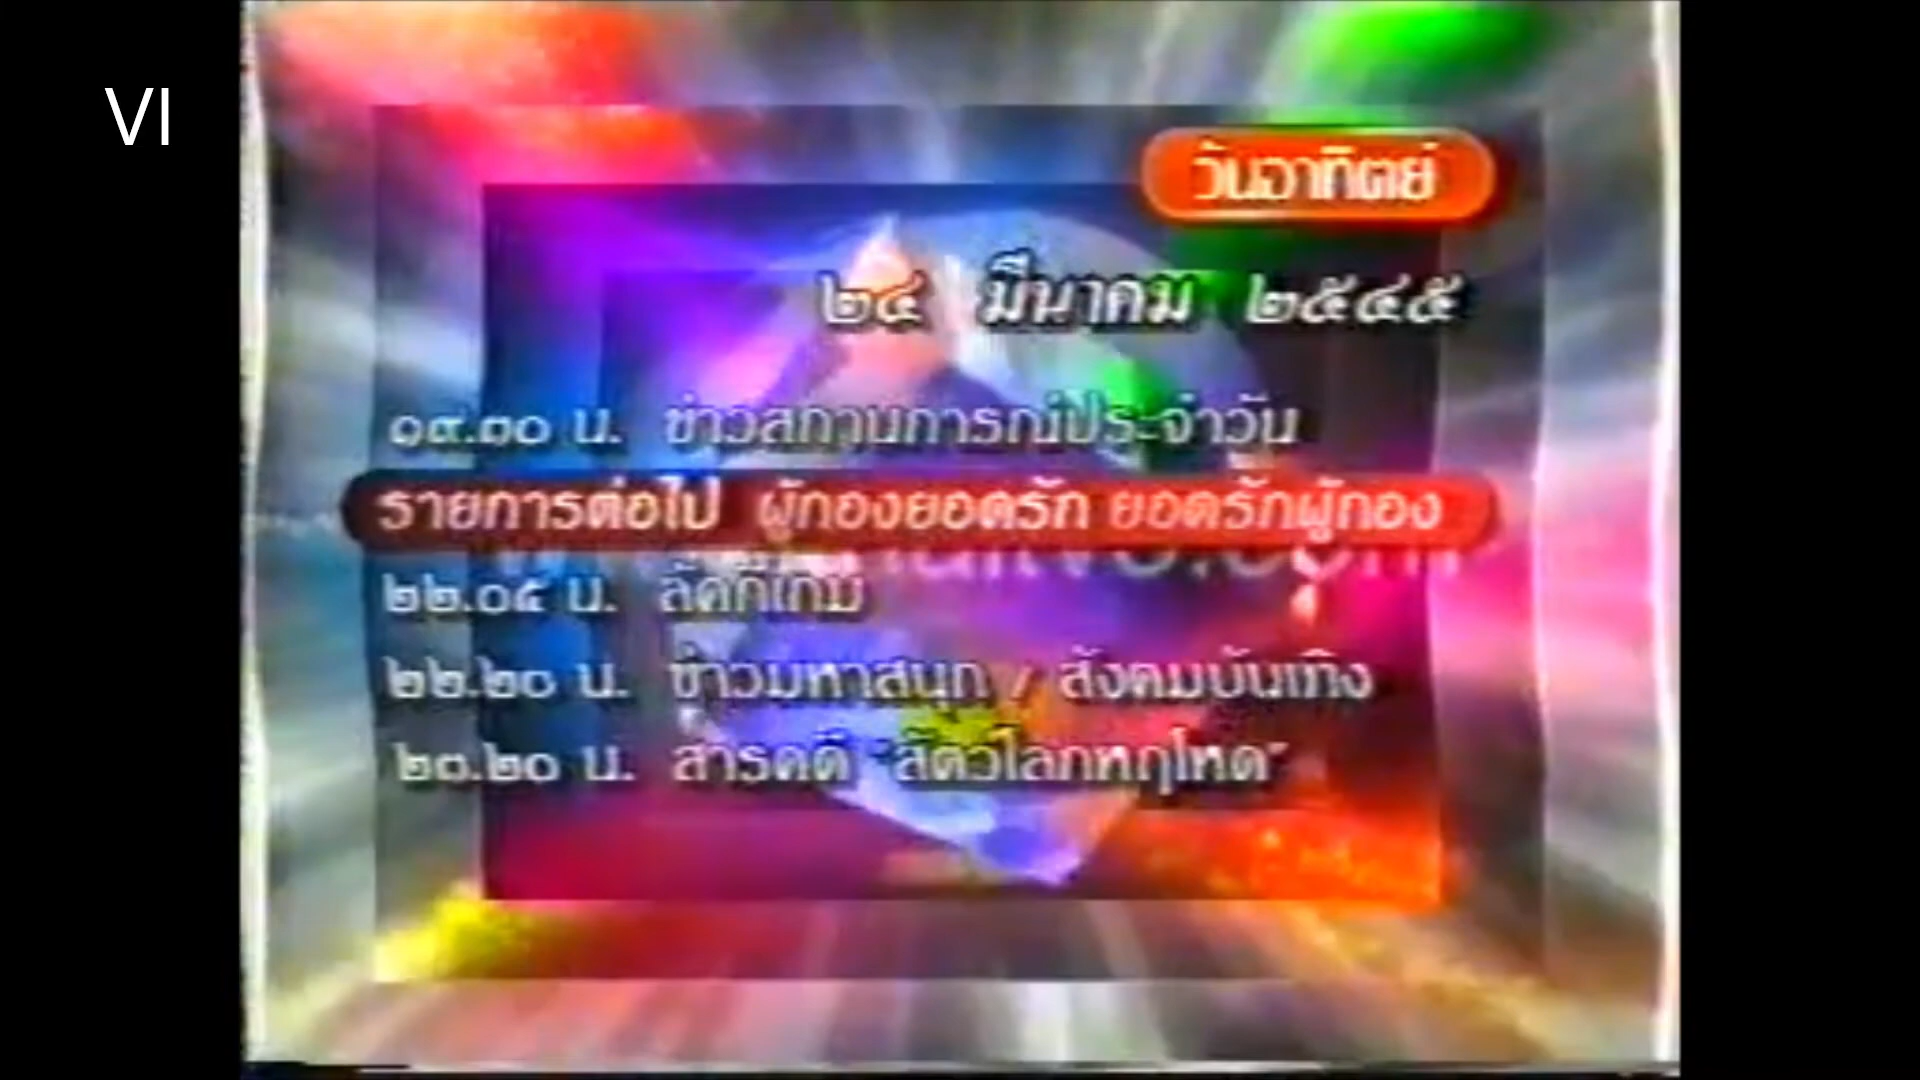 VI
วันอาทิตย์
๒๔ มีนาคม ๒๕๔๕
๑๙.๓๐ น. ข่าวสถานการณ์ประจำวัน
รายการต่อไป ผู้กองยอดรัก ยอดรักผู้กอง
๒๒.๐๕ น. ลัคกี้เกม
๒๒.๒๐ น. ข่าวมหาสนุก / สังคมบันเทิง
๒๓.๒๐ น. สารคดี "สัตว์โลกหฤโหด"